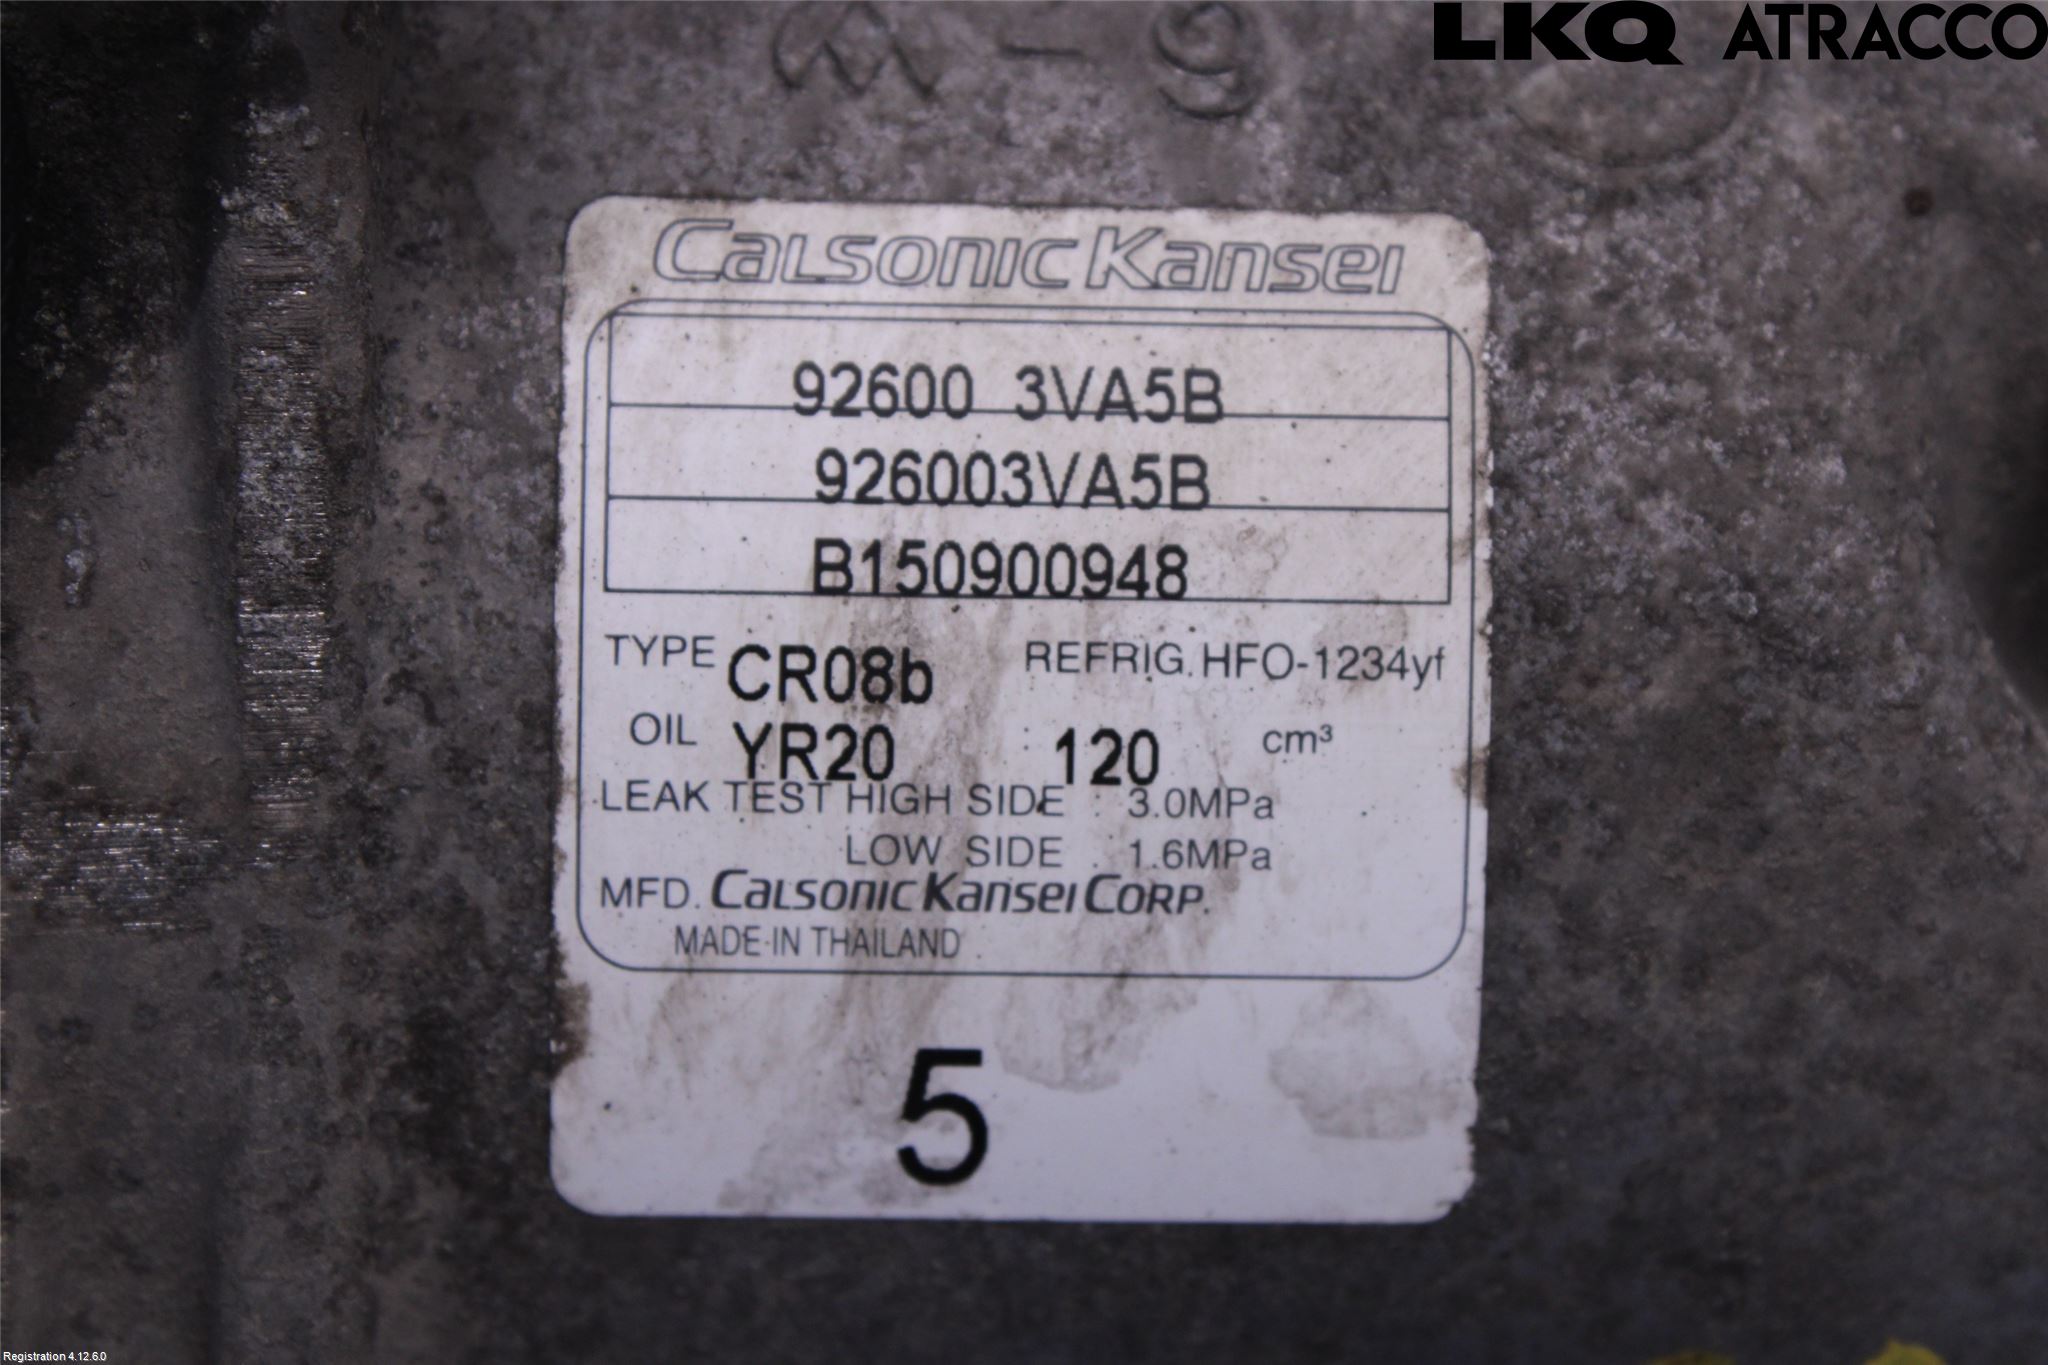 LKQ ATRACCO
M-9
Calsonic Kansei
92600 3VA5B
926003VA5B
B150900948
TYPE CR08b REFRIG. HFO-1234yf
OIL YR20 : 120 cm³
LEAK TEST HIGH SIDE : 3.0MPa
LOW SIDE : 1.6MPa
MFD. Calsonic Kansei Corp.
MADE IN THAILAND
5
Registration 4.12.6.0